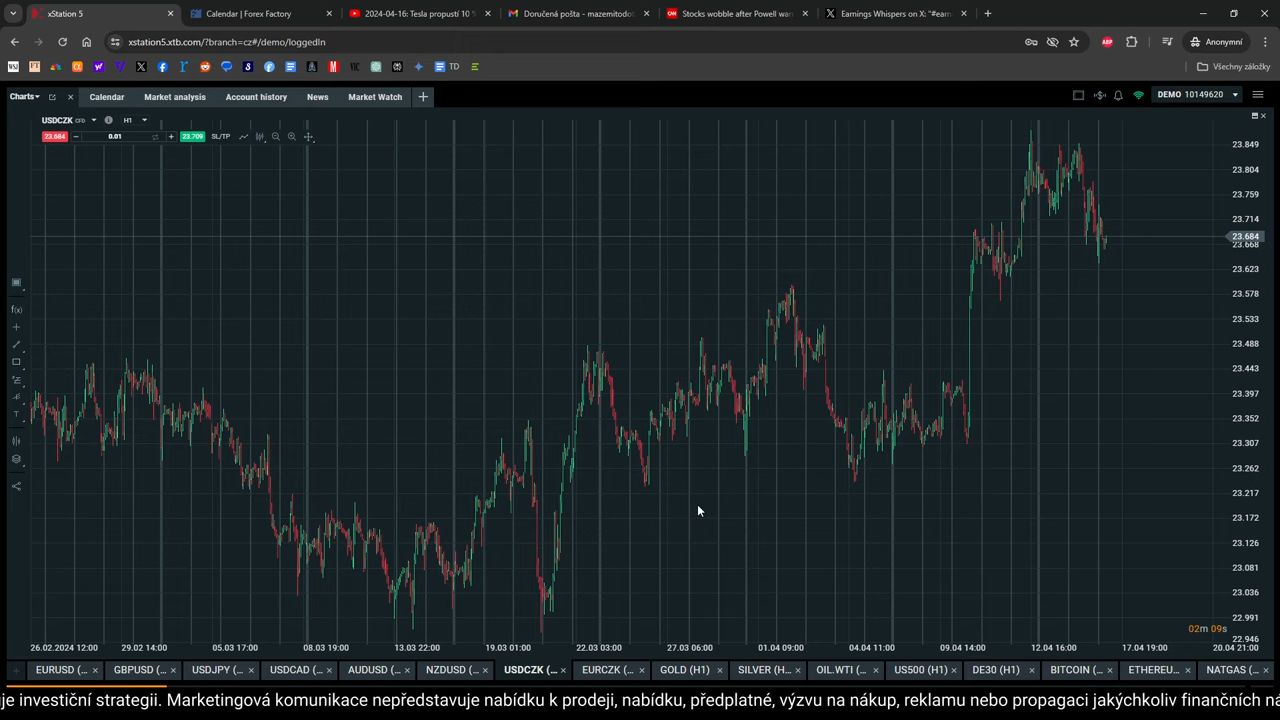 xStation 5
Calendar | Forex Factory
2024-04-16: Tesla propustí 10 %
Doručená pošta - mazemitodot
Stocks wobble after Powell war
Earnings Whispers on X: "#earn
xstation5.xtb.com/?branch=cz#/demo/loggedIn
ABP
Anonymní
WSJ
FT
TD
Všechny záložky
Charts
Calendar
Market analysis
Account history
News
Market Watch
DEMO 10149620
USDCZK CFD
H1
23.684
0.01
23.709
SL/TP
f(x)
T
23.849
23.804
23.759
23.714
23.684
23.668
23.623
23.578
23.533
23.488
23.443
23.397
23.352
23.307
23.262
23.217
23.172
23.126
23.081
23.036
22.991
22.946
02m 09s
26.02.2024 12:00
29.02 14:00
05.03 17:00
08.03 19:00
13.03 22:00
19.03 01:00
22.03 03:00
27.03 06:00
01.04 09:00
04.04 11:00
09.04 14:00
12.04 16:00
17.04 19:00
20.04 21:00
EURUSD (...
GBPUSD (...
USDJPY (...
USDCAD (...
AUDUSD (...
NZDUSD (...
USDCZK (...
EURCZK (...
GOLD (H1)
SILVER (H...
OIL.WTI (...
US500 (H1)
DE30 (H1)
BITCOIN (...
ETHEREU...
NATGAS (...
je investiční strategii. Marketingová komunikace nepředstavuje nabídku k prodeji, nabídku, předplatné, výzvu na nákup, reklamu nebo propagaci jakýchkoliv finančních ná